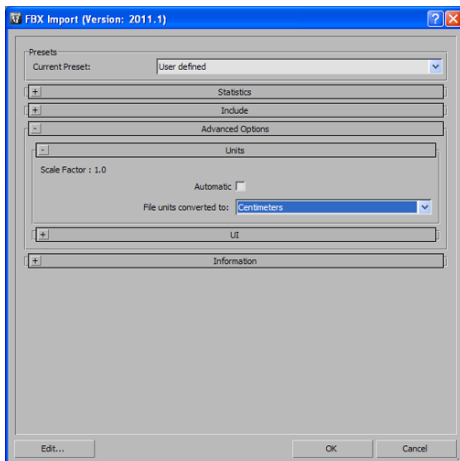 FBX Import (Version: 2011.1)
Presets
Current Preset: User defined
+ Statistics
+ Include
- Advanced Options
- Units
Scale Factor : 1.0
Automatic
File units converted to: Centimeters
+ UI
+ Information
Edit... OK Cancel